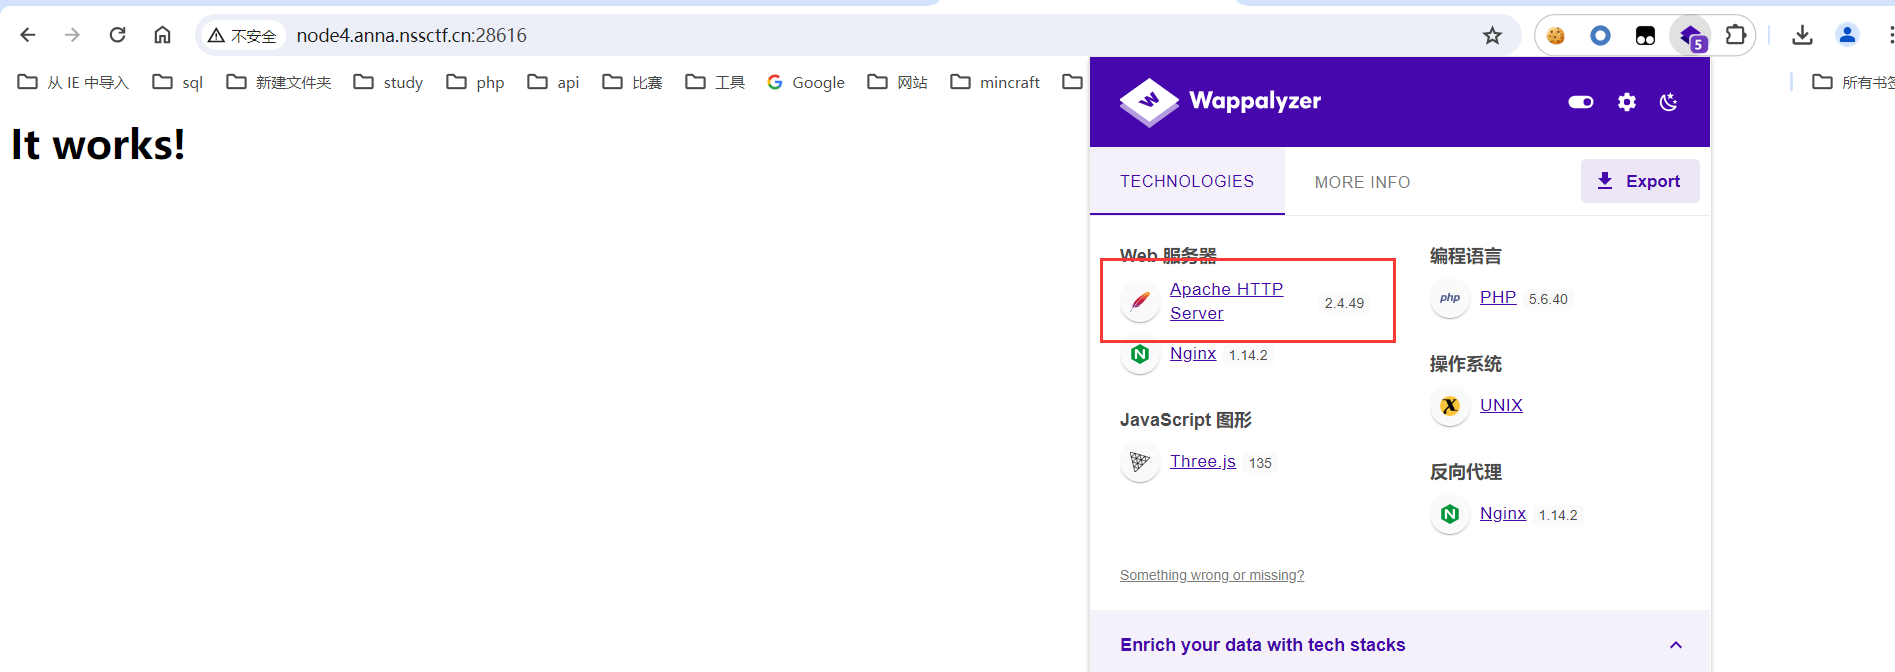 不安全 node4.anna.nssctf.cn:28616
从 IE 中导入 sql 新建文件夹 study php api 比赛 工具 Google 网站 mincraft 所有书签
It works!
W Wappalyzer
5
TECHNOLOGIES MORE INFO Export
Web 服务器
Apache HTTP
Server 2.4.49
N Nginx 1.14.2
JavaScript 图形
Three.js 135
编程语言
php PHP 5.6.40
操作系统
X UNIX
反向代理
N Nginx 1.14.2
Something wrong or missing?
Enrich your data with tech stacks